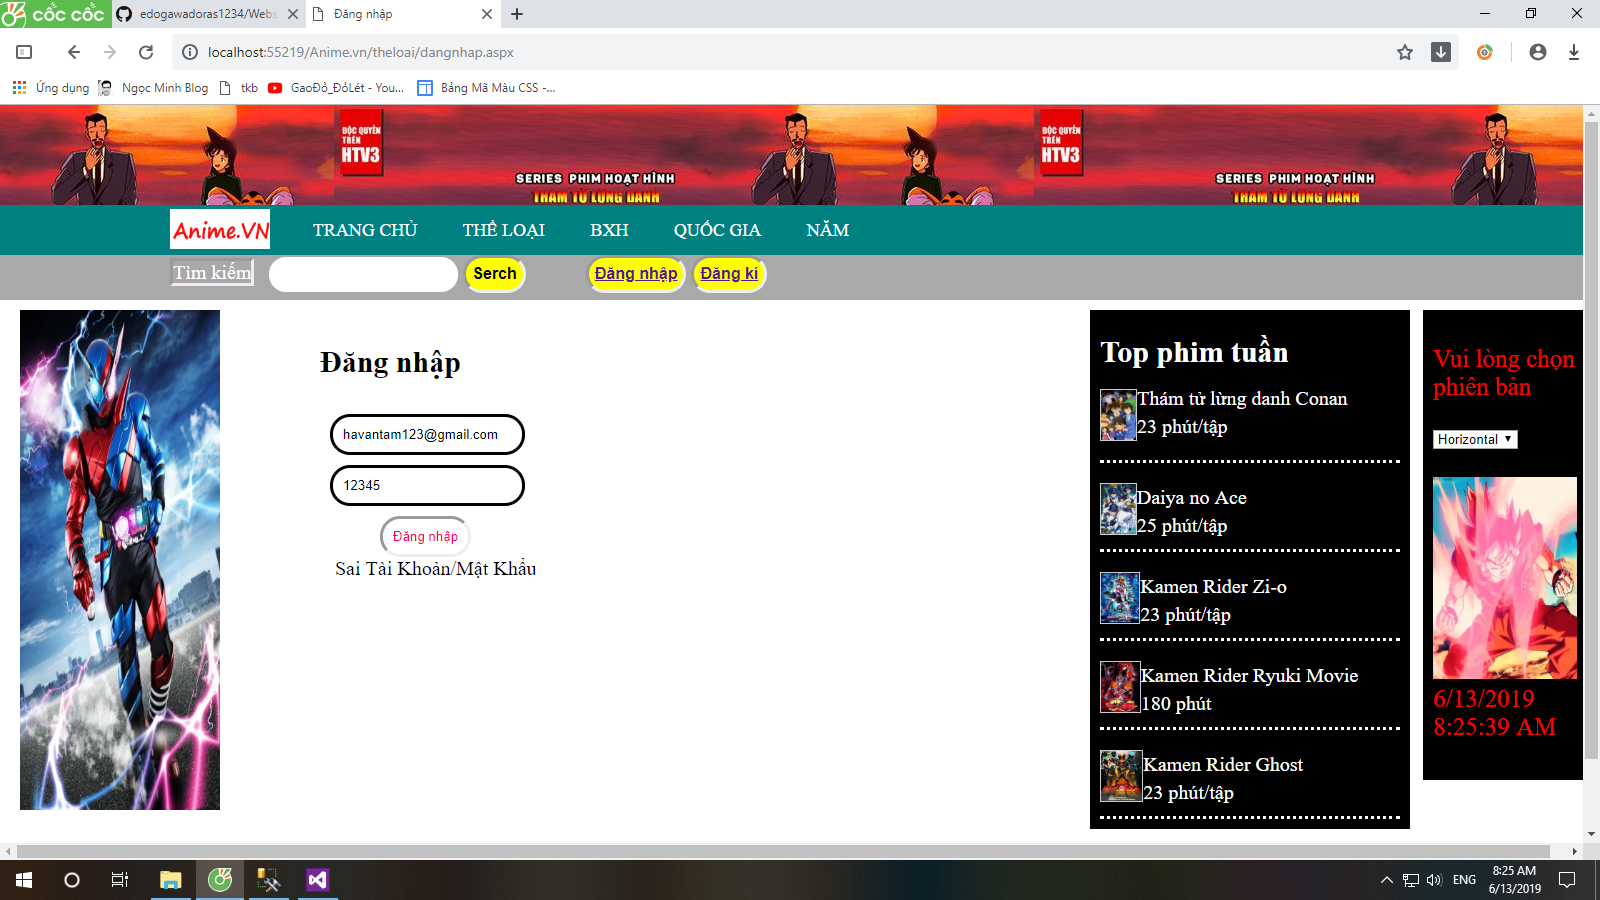 cốc cốc
edogawadoras1234/Webs
Đăng nhập
localhost:55219/Anime.vn/theloai/dangnhap.aspx
Ứng dụng
Ngọc Minh Blog
tkb
GaoĐỏ_ĐỏLét - You...
Bảng Mã Màu CSS -...
ĐỘC QUYỀN
TRÊN
HTV3
SERIES PHIM HOẠT HÌNH
THÁM TỬ LỪNG DANH
ĐỘC QUYỀN
TRÊN
HTV3
SERIES PHIM HOẠT HÌNH
THÁM TỬ LỪNG DANH
Anime.VN
TRANG CHỦ
THỂ LOẠI
BXH
QUỐC GIA
NĂM
Tìm kiếm
Serch
Đăng nhập
Đăng kí
Đăng nhập
havantam123@gmail.com
12345
Đăng nhập
Sai Tài Khoản/Mật Khẩu
Top phim tuần
Thám tử lừng danh Conan
23 phút/tập
Daiya no Ace
25 phút/tập
Kamen Rider Zi-o
23 phút/tập
Kamen Rider Ryuki Movie
180 phút
Kamen Rider Ghost
23 phút/tập
Vui lòng chọn
phiên bản
Horizontal
6/13/2019
8:25:39 AM
ENG
8:25 AM
6/13/2019